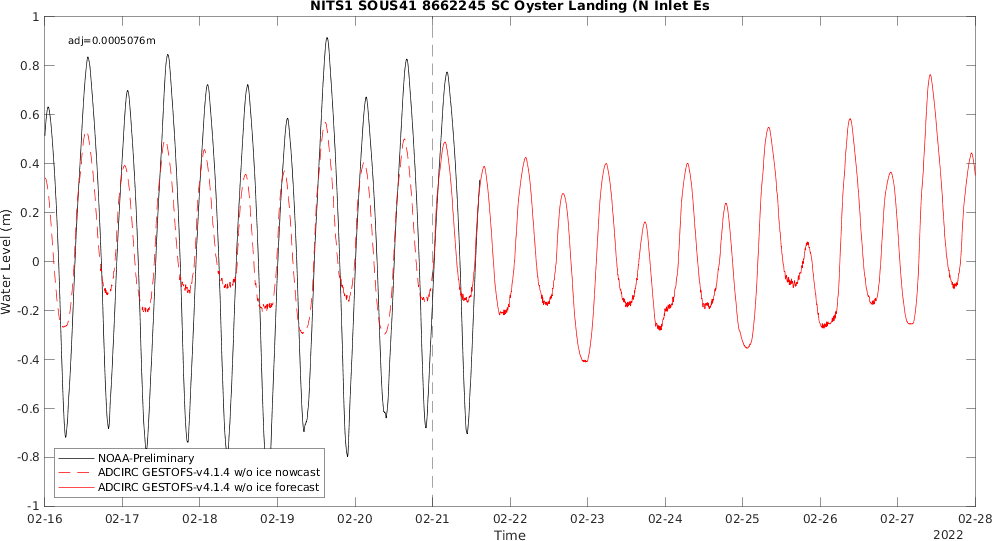 NITS1 SOUS41 8662245 SC Oyster Landing (N Inlet Es
adj=0.0005076m
1
0.8
0.6
0.4
0.2
0
-0.2
-0.4
-0.6
-0.8
-1
Water Level (m)
NOAA-Preliminary
ADCIRC GESTOFS-v4.1.4 w/o ice nowcast
ADCIRC GESTOFS-v4.1.4 w/o ice forecast
02-16 02-17 02-18 02-19 02-20 02-21 02-22 02-23 02-24 02-25 02-26 02-27 02-28
Time
2022